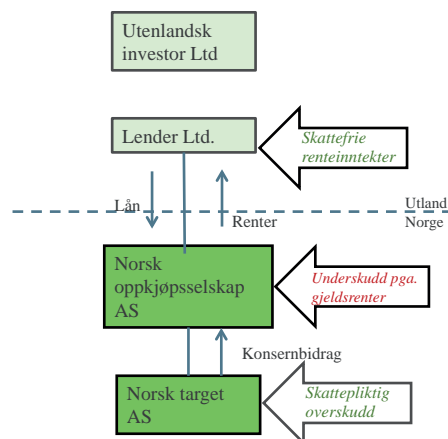 Utenlandsk
investor Ltd
Lender Ltd.
Skattefrie
renteinntekter
Lån
Renter
Utland
Norge
Norsk
oppkjøpsselskap
AS
Underskudd pga.
gjeldsrenter
Konsernbidrag
Norsk target
AS
Skattepliktig
overskudd